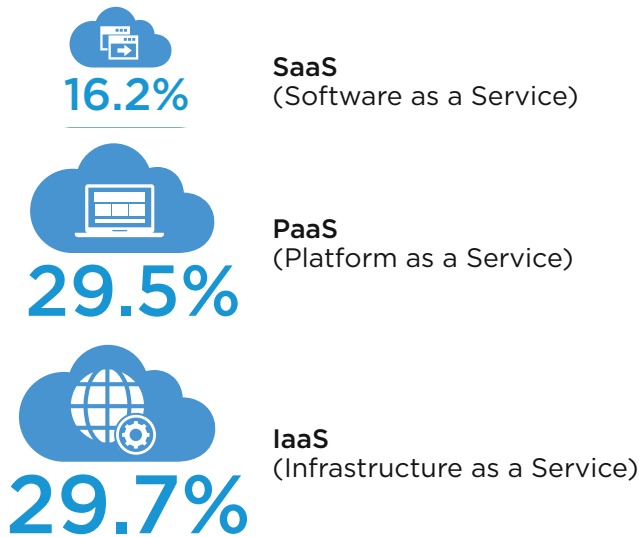 16.2%
SaaS
(Software as a Service)
29.5%
PaaS
(Platform as a Service)
29.7%
IaaS
(Infrastructure as a Service)